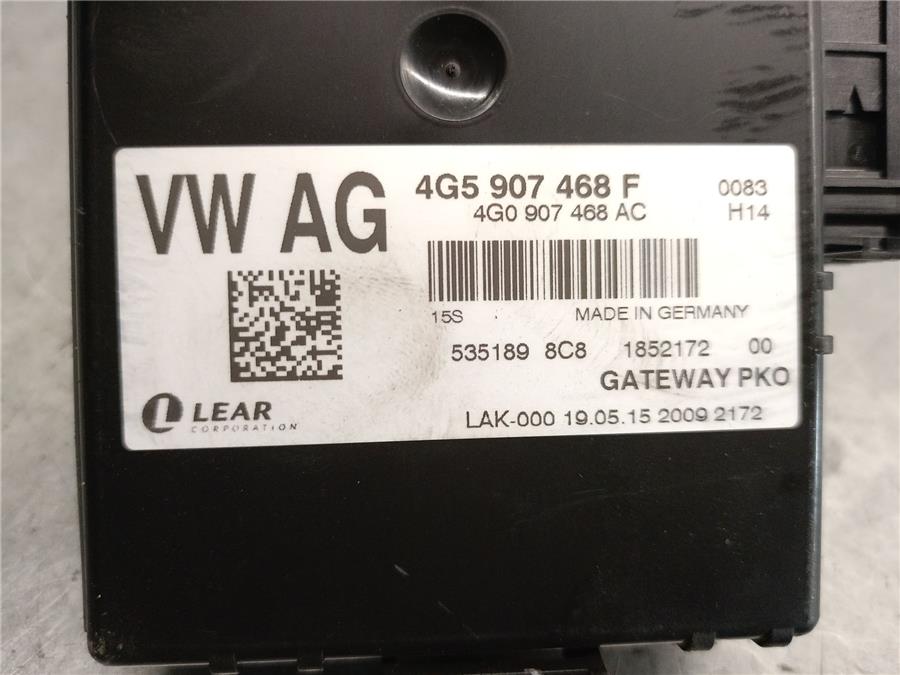 VW AG
4G5 907 468 F 0083
4G0 907 468 AC H14
15S MADE IN GERMANY
535189 8C8 1852172 00
GATEWAY PKO
LEAR
CORPORATION
LAK-000 19.05.15 2009 2172